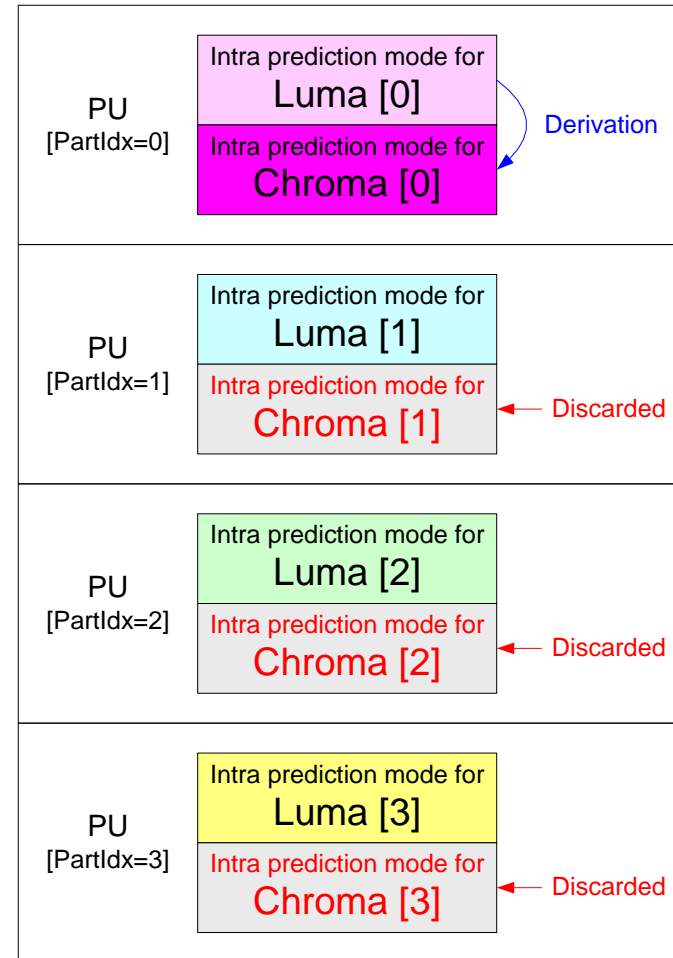 PU
[PartIdx=0]
Intra prediction mode for
Luma [0]
Intra prediction mode for
Chroma [0]
Derivation
PU
[PartIdx=1]
Intra prediction mode for
Luma [1]
Intra prediction mode for
Chroma [1]
Discarded
PU
[PartIdx=2]
Intra prediction mode for
Luma [2]
Intra prediction mode for
Chroma [2]
Discarded
PU
[PartIdx=3]
Intra prediction mode for
Luma [3]
Intra prediction mode for
Chroma [3]
Discarded